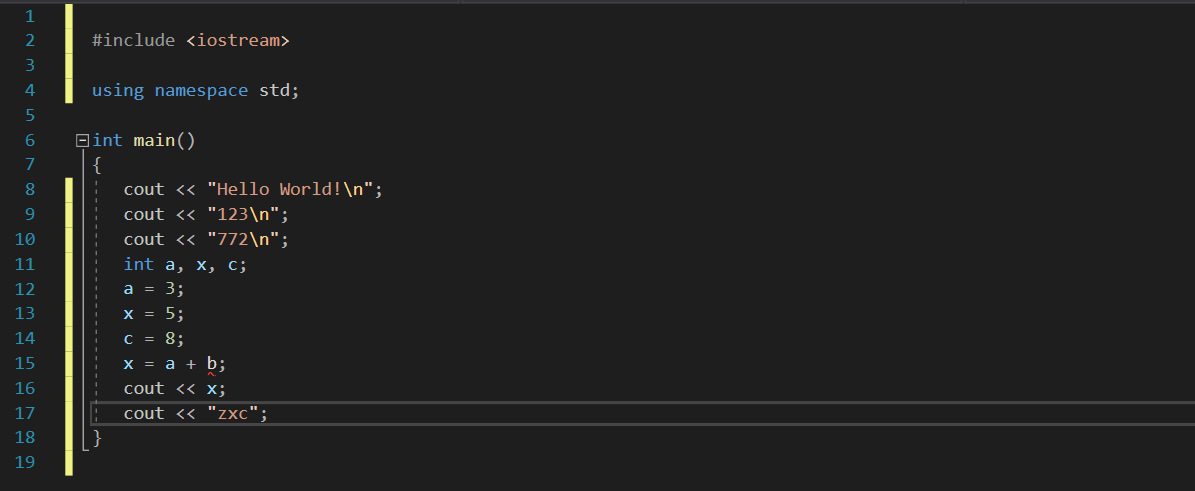 1
2 #include <iostream>
3
4 using namespace std;
5
6 int main()
7 {
8 cout << "Hello World!\n";
9 cout << "123\n";
10 cout << "772\n";
11 int a, x, c;
12 a = 3;
13 x = 5;
14 c = 8;
15 x = a + b;
16 cout << x;
17 cout << "zxc";
18 }
19